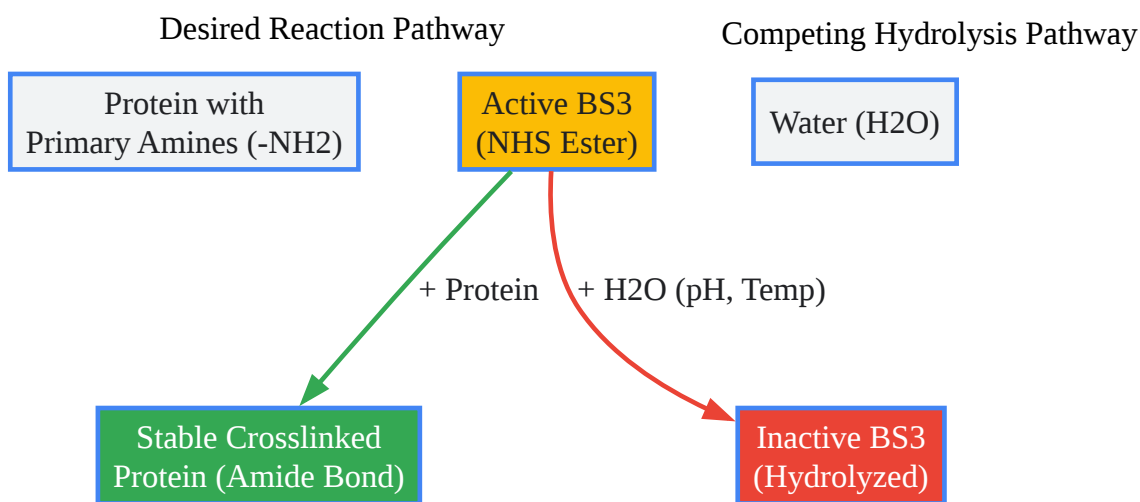 Desired Reaction Pathway
Competing Hydrolysis Pathway
Protein with
Primary Amines (-NH2)
Active BS3
(NHS Ester)
Water (H2O)
+ Protein
+ H2O (pH, Temp)
Stable Crosslinked
Protein (Amide Bond)
Inactive BS3
(Hydrolyzed)